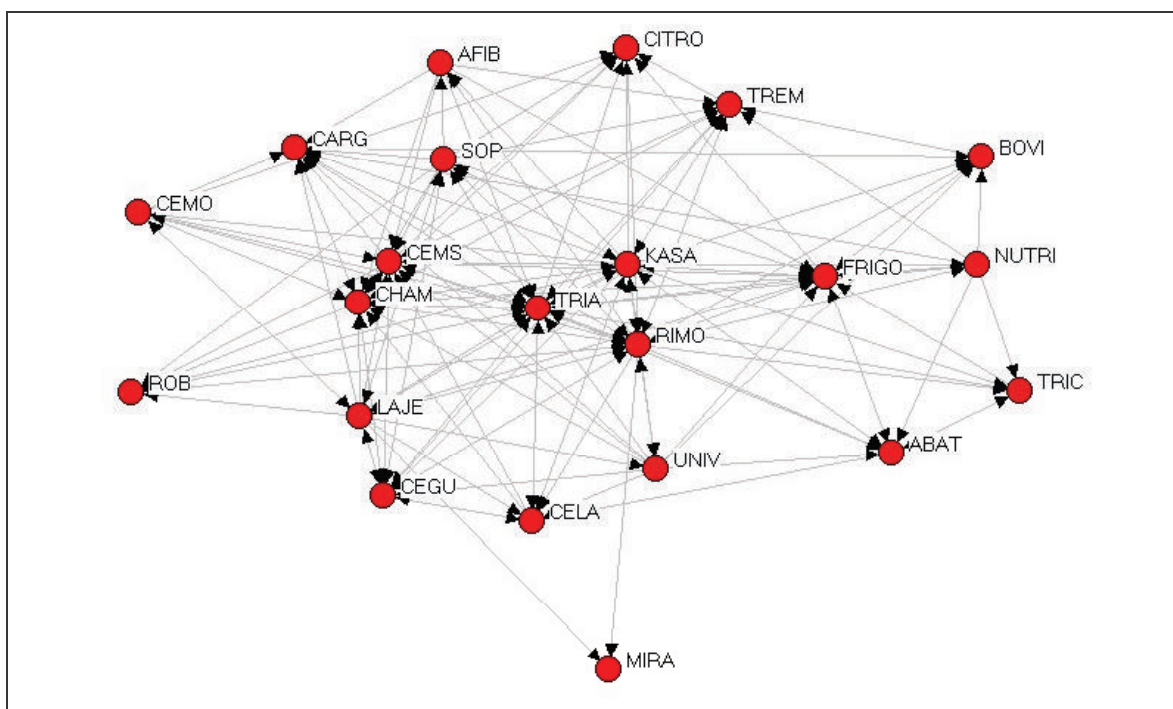 CITRO
AFIB
TREM
CARG
SOP
BOVI
CEMO
CEMS
KASA
NUTRI
FRIGO
CHAM
TRIA
RIMO
ROB
TRIC
LAJE
ABAT
UNIV
CEGU
CELA
MIRA